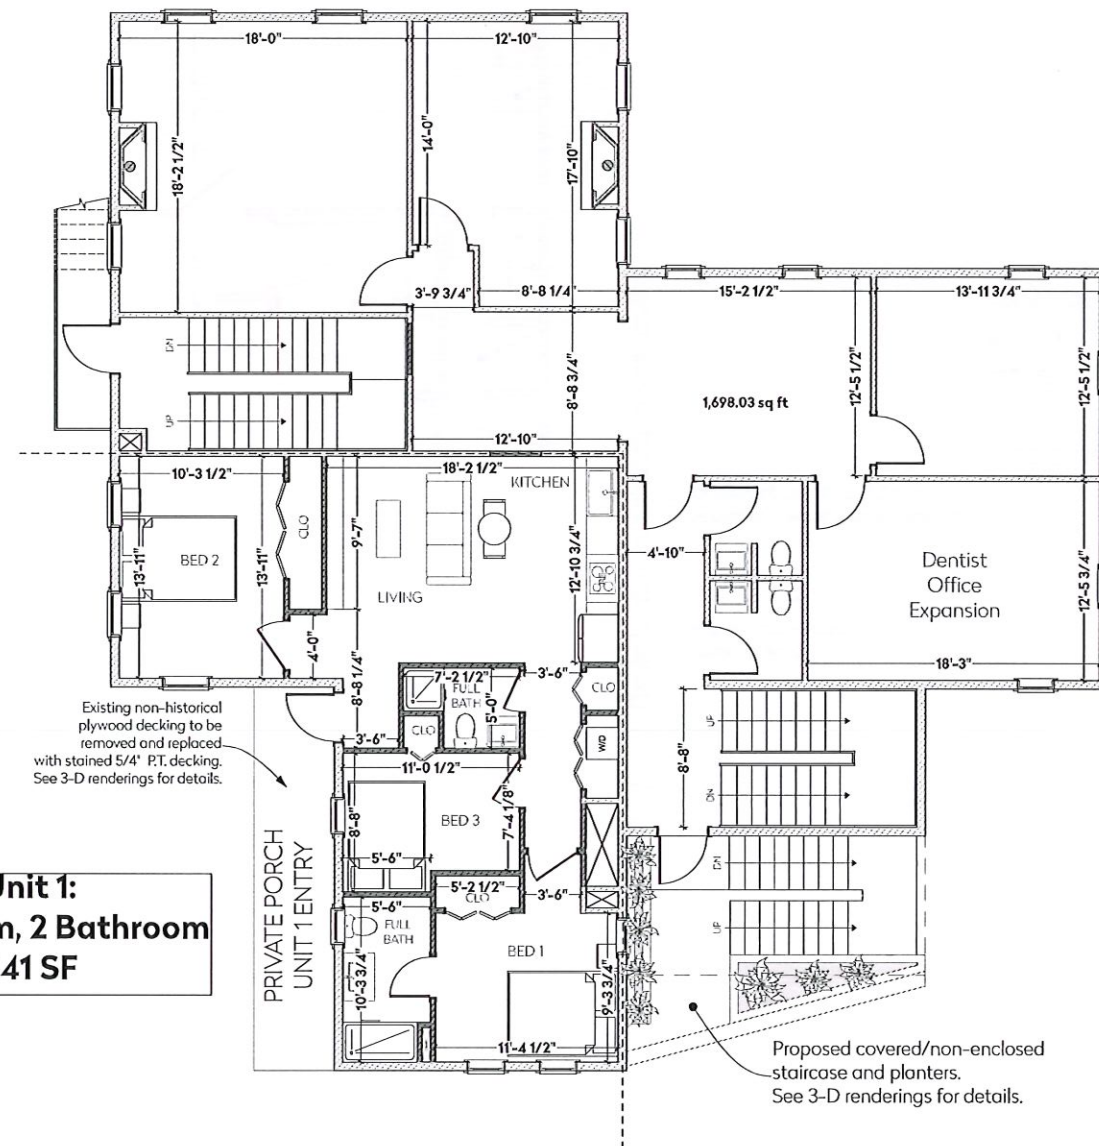 18'-0"
12'-10"
18'-2 1/2"
14'-0"
17'-10"
3'-9 3/4"
8'-8 1/4"
15'-2 1/2"
13'-11 3/4"
DN
UP
8'-8 3/4"
12'-5 1/2"
12'-5 1/2"
1,698.03 sq ft
12'-10"
10'-3 1/2"
18'-2 1/2"
KITCHEN
CLO
9'-7"
BED 2
13'-11"
13'-11"
12'-10 3/4"
4'-10"
Dentist
Office
Expansion
12'-5 3/4"
LIVING
4'-0"
18'-3"
8'-8 1/4"
7'-2 1/2"
FULL
BATH
5'-0"
3'-6"
CLO
Existing non-historical
plywood decking to be
removed and replaced
with stained 5/4" P.T. decking.
See 3-D renderings for details.
3'-6"
CLO
W/D
8'-8"
UP
DN
11'-0 1/2"
8'-8"
BED 3
7'-4 1/8"
5'-6"
PRIVATE PORCH
UNIT 1 ENTRY
5'-2 1/2"
CLO
3'-6"
DN
UP
Unit 1:
2 Bathroom
41 SF
5'-6"
FULL
BATH
10'-3 3/4"
BED 1
9'-3 3/4"
11'-4 1/2"
Proposed covered/non-enclosed
staircase and planters.
See 3-D renderings for details.